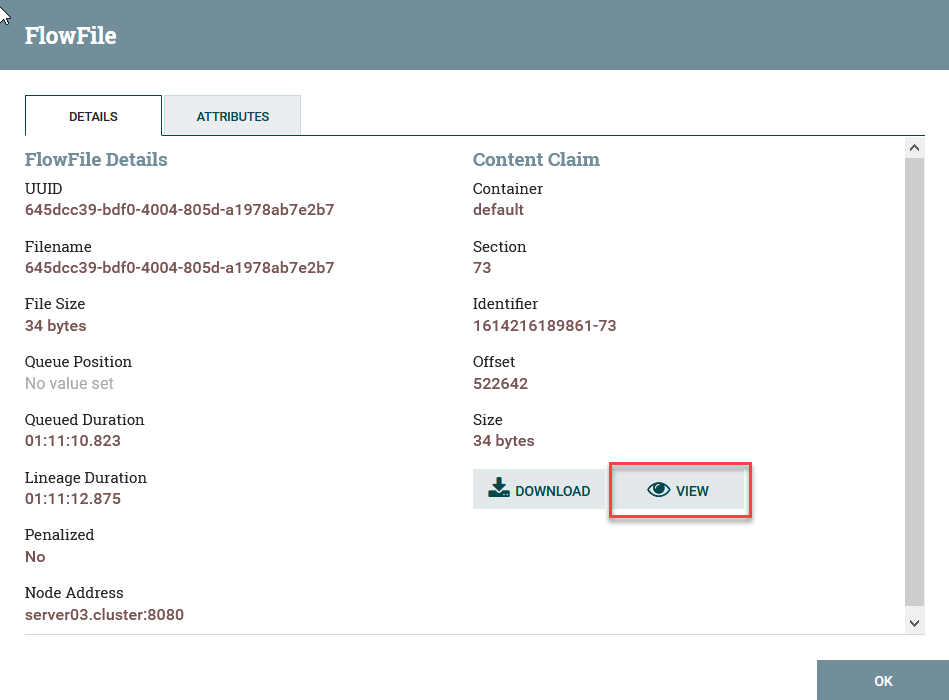 FlowFile
DETAILS
ATTRIBUTES
FlowFile Details
UUID
645dcc39-bdf0-4004-805d-a1978ab7e2b7
Filename
645dcc39-bdf0-4004-805d-a1978ab7e2b7
File Size
34 bytes
Queue Position
No value set
Queued Duration
01:11:10.823
Lineage Duration
01:11:12.875
Penalized
No
Node Address
server03.cluster:8080
Content Claim
Container
default
Section
73
Identifier
1614216189861-73
Offset
522642
Size
34 bytes
DOWNLOAD
VIEW
OK